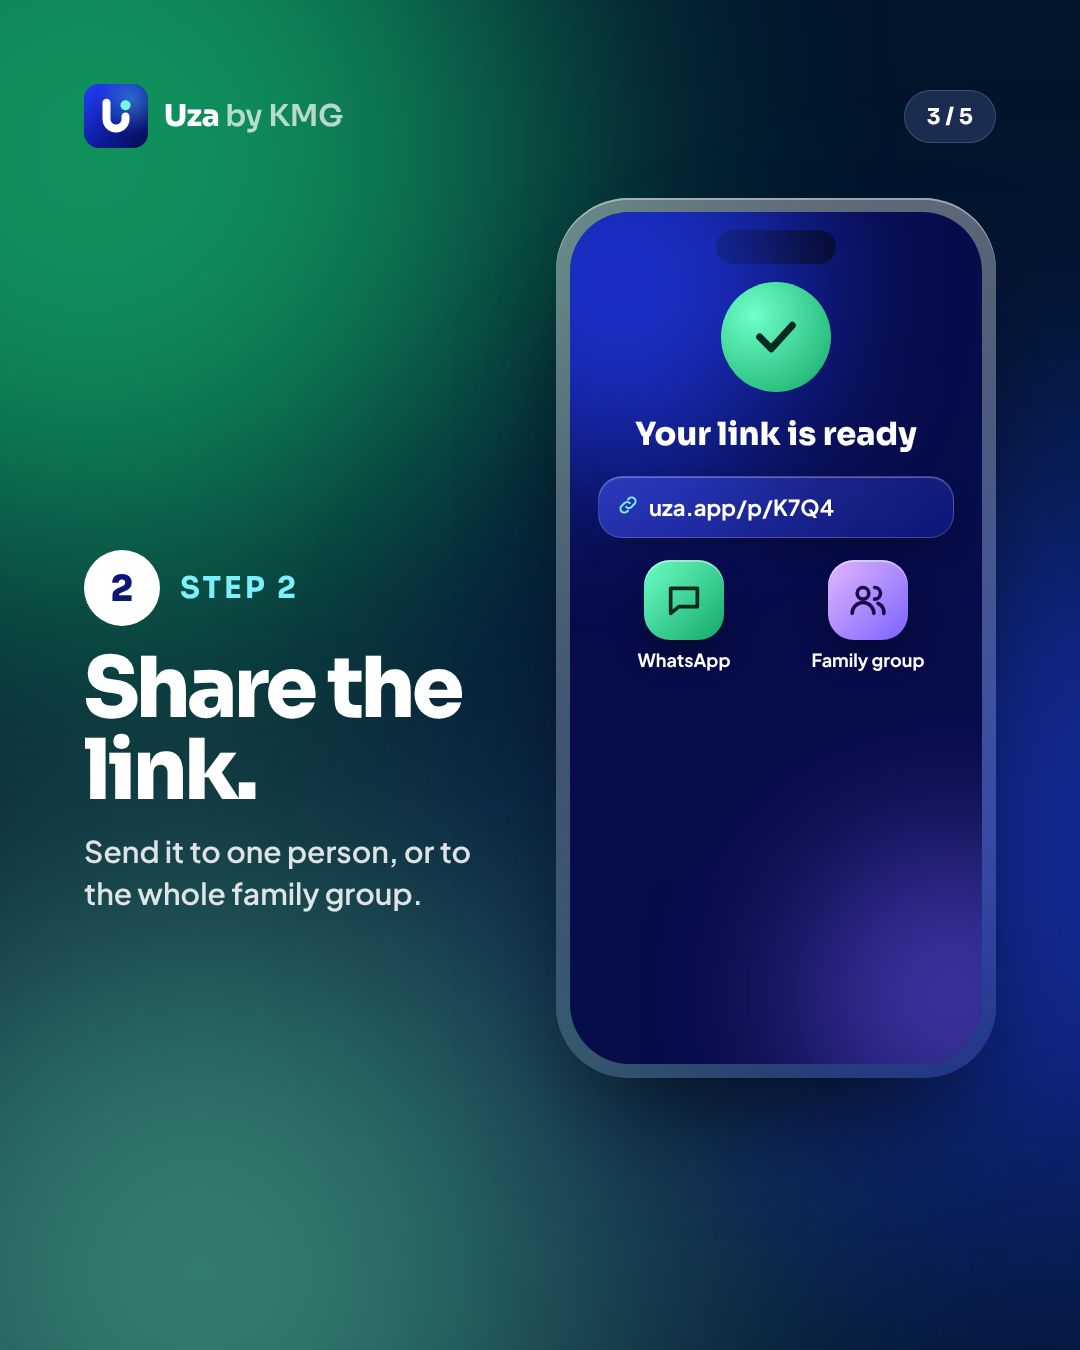 Uza by KMG
3 / 5
2
STEP 2
Share the
link.
Send it to one person, or to
the whole family group.
Your link is ready
uza.app/p/K7Q4
WhatsApp
Family group